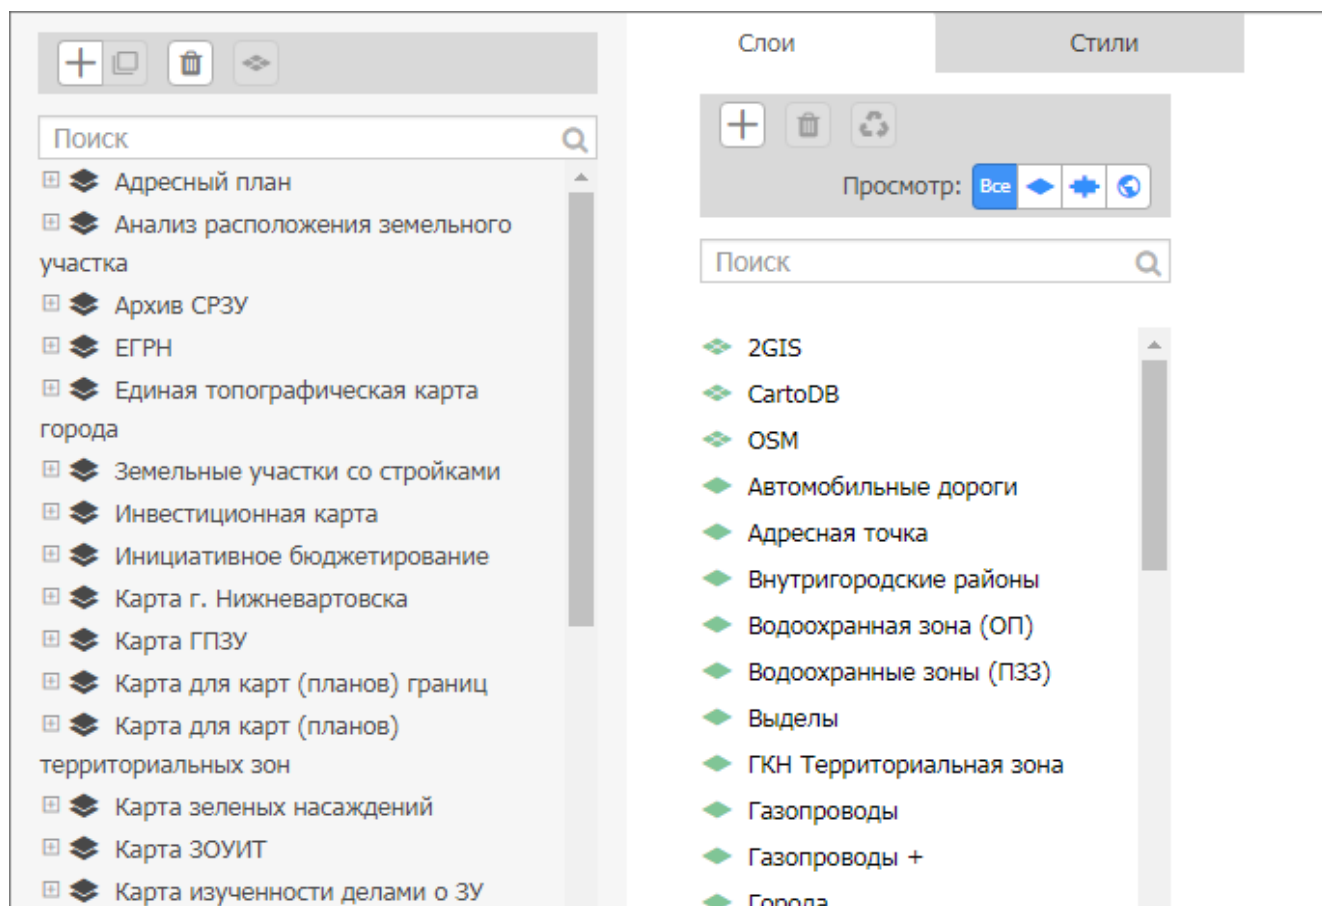 Поиск
Адресный план
Анализ расположения земельного
участка
Архив СРЗУ
ЕГРН
Единая топографическая карта
города
Земельные участки со стройками
Инвестиционная карта
Инициативное бюджетирование
Карта г. Нижневартовска
Карта ГПЗУ
Карта для карт (планов) границ
Карта для карт (планов)
территориальных зон
Карта зеленых насаждений
Карта ЗОУИТ
Карта изученности делами о ЗУ
Слои
Стили
Просмотр: Все
Поиск
2GIS
CartoDB
OSM
Автомобильные дороги
Адресная точка
Внутригородские районы
Водоохранная зона (ОП)
Водоохранные зоны (ПЗЗ)
Выделы
ГКН Территориальная зона
Газопроводы
Газопроводы +
Города